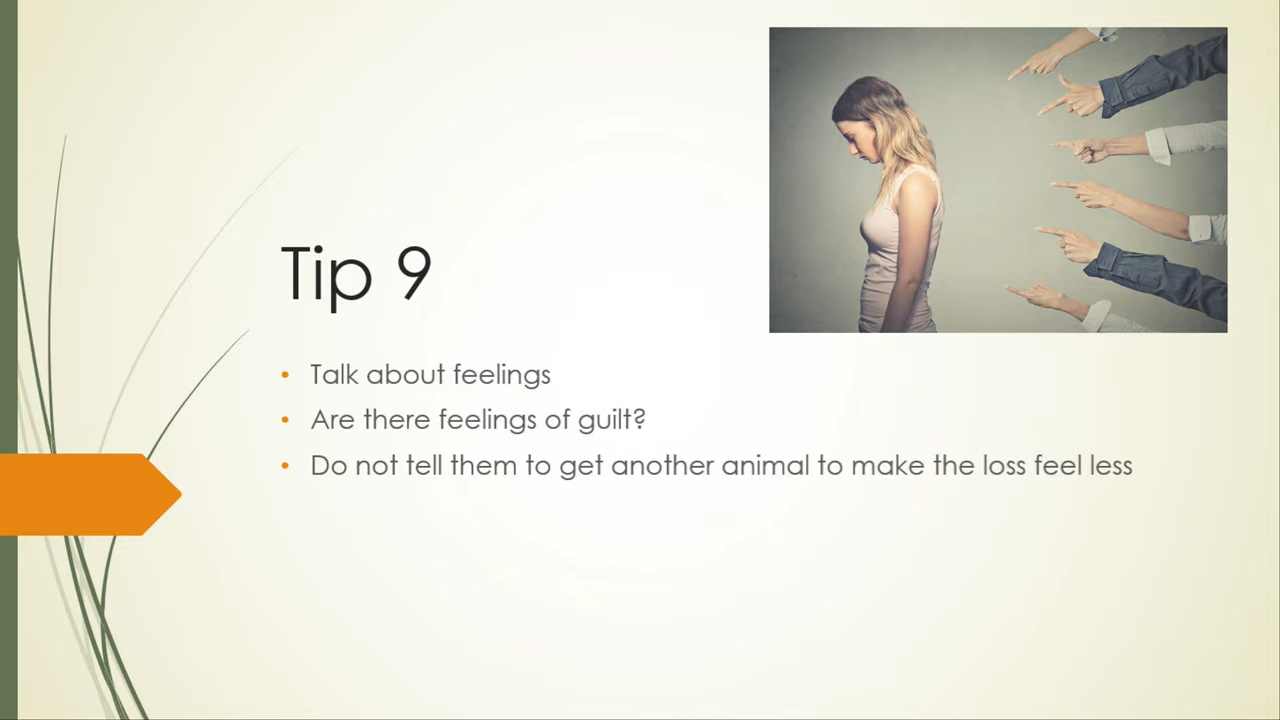 Tip 9
• Talk about feelings
• Are there feelings of guilt?
• Do not tell them to get another animal to make the loss feel less